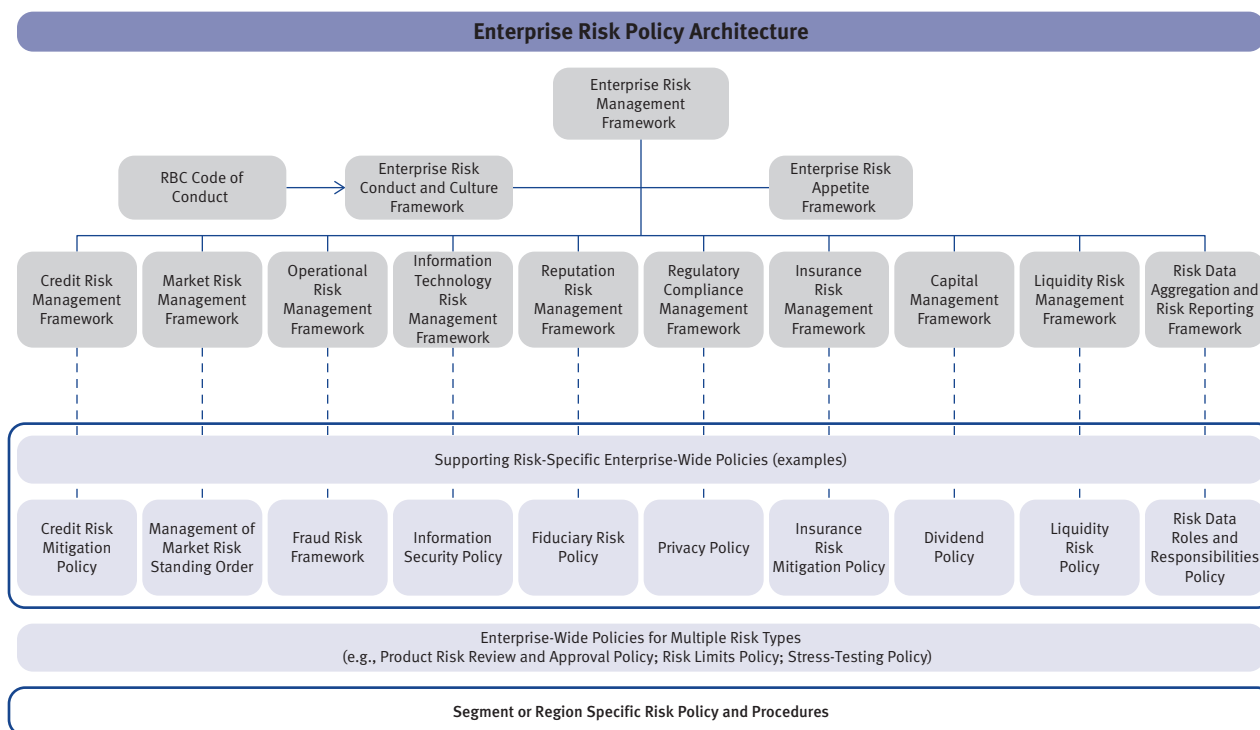 Enterprise Risk Policy Architecture
Enterprise Risk
Management
Framework
RBC Code of
Conduct
Enterprise Risk
Conduct and Culture
Framework
Enterprise Risk
Appetite
Framework
Credit Risk
Management
Framework
Market Risk
Management
Framework
Operational
Risk
Management
Framework
Information
Technology
Risk
Management
Framework
Reputation
Risk
Management
Framework
Regulatory
Compliance
Management
Framework
Insurance
Risk
Management
Framework
Capital
Management
Framework
Liquidity Risk
Management
Framework
Risk Data
Aggregation and
Risk Reporting
Framework
Supporting Risk-Specific Enterprise-Wide Policies (examples)
Credit Risk
Mitigation
Policy
Management of
Market Risk
Standing Order
Fraud Risk
Framework
Information
Security Policy
Fiduciary Risk
Policy
Privacy Policy
Insurance
Risk
Mitigation Policy
Dividend
Policy
Liquidity
Risk
Policy
Risk Data
Roles and
Responsibilities
Policy
Enterprise-Wide Policies for Multiple Risk Types
(e.g., Product Risk Review and Approval Policy; Risk Limits Policy; Stress-Testing Policy)
Segment or Region Specific Risk Policy and Procedures